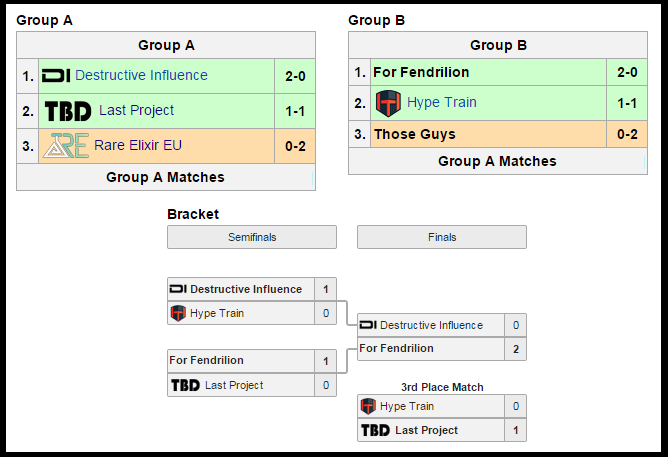 Group A
Group A
1. DI Destructive Influence 2-0
2. TBD Last Project 1-1
3. TRE Rare Elixir EU 0-2
Group A Matches
Group B
Group B
1. For Fendrilion 2-0
2. Hype Train 1-1
3. Those Guys 0-2
Group A Matches
Bracket
Semifinals
DI Destructive Influence 1
Hype Train 0
For Fendrilion 1
TBD Last Project 0
Finals
DI Destructive Influence 0
For Fendrilion 2
3rd Place Match
Hype Train 0
TBD Last Project 1